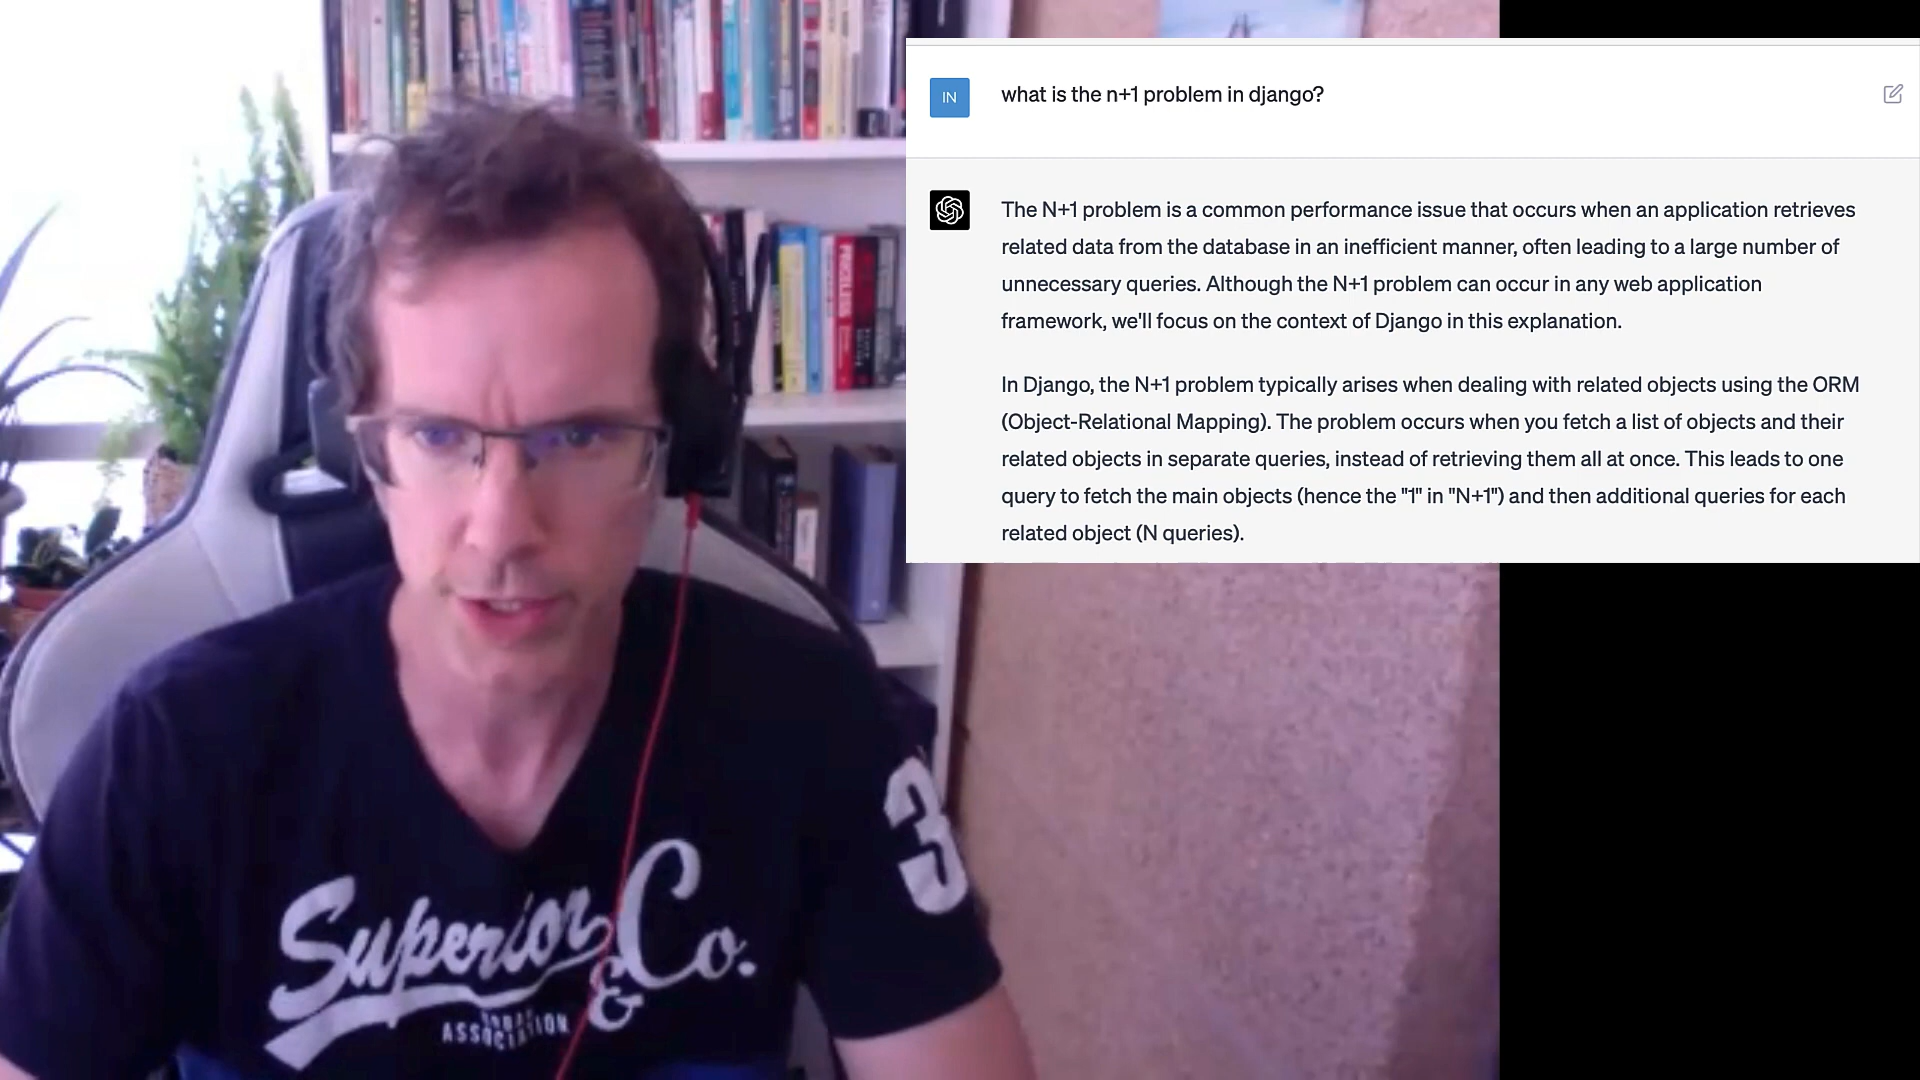 IN
what is the n+1 problem in django?
The N+1 problem is a common performance issue that occurs when an application retrieves
related data from the database in an inefficient manner, often leading to a large number of
unnecessary queries. Although the N+1 problem can occur in any web application
framework, we'll focus on the context of Django in this explanation.
In Django, the N+1 problem typically arises when dealing with related objects using the ORM
(Object-Relational Mapping). The problem occurs when you fetch a list of objects and their
related objects in separate queries, instead of retrieving them all at once. This leads to one
query to fetch the main objects (hence the "1" in "N+1") and then additional queries for each
related object (N queries).
PRICELESS
3
Superior
& Co.
ASSOCIATION